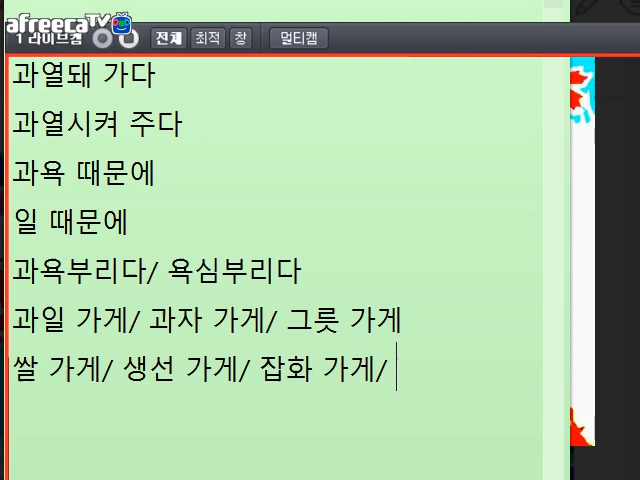 afreecaTV
1 라이브캠 전체 최적 창 멀티캠
과열돼 가다
과열시켜 주다
과욕 때문에
일 때문에
과욕부리다/ 욕심부리다
과일 가게/ 과자 가게/ 그릇 가게
쌀 가게/ 생선 가게/ 잡화 가게/